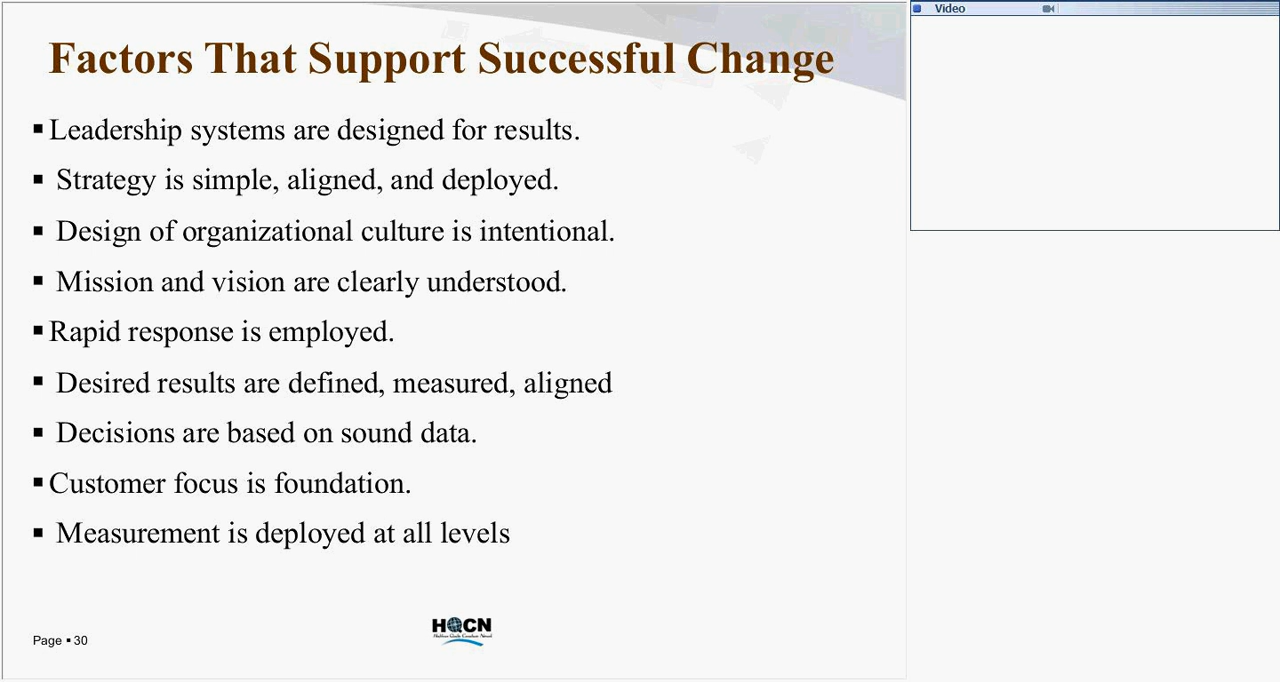 Factors That Support Successful Change
▪ Leadership systems are designed for results.
▪ Strategy is simple, aligned, and deployed.
▪ Design of organizational culture is intentional.
▪ Mission and vision are clearly understood.
▪ Rapid response is employed.
▪ Desired results are defined, measured, aligned
▪ Decisions are based on sound data.
▪ Customer focus is foundation.
▪ Measurement is deployed at all levels
Page ▪ 30
HQCN
Video